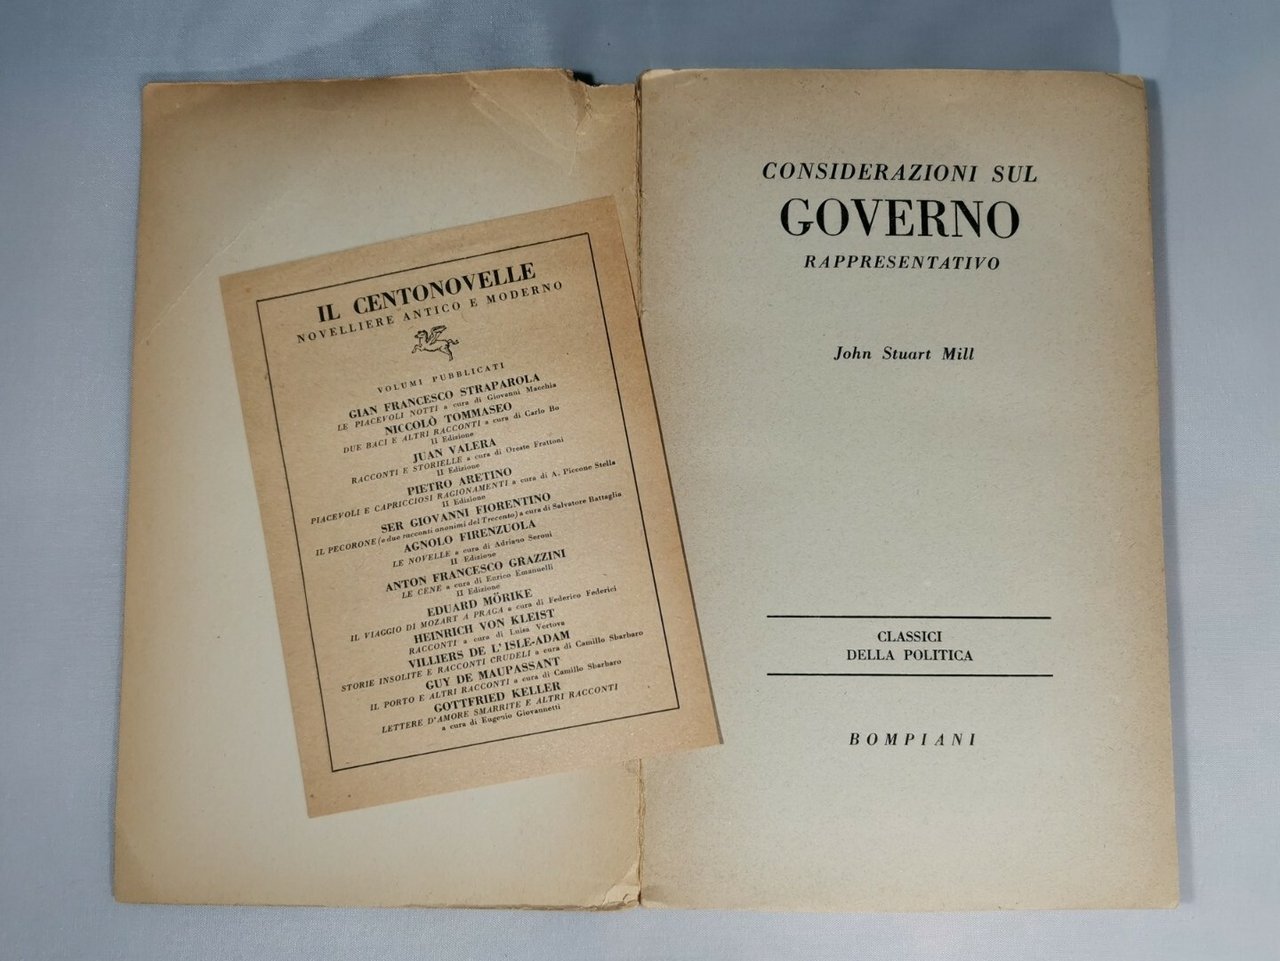 IL CENTONOVELLE
NOVELLIERE ANTICO E MODERNO
VOLUMI PUBBLICATI
GIAN FRANCESCO STRAPAROLA
LE PIACEVOLI NOTTI a cura di Giovanni Macchia
NICCOLÒ TOMMASEO
DUE BACI E ALTRI RACCONTI a cura di Carlo Bo
II Edizione
JUAN VALERA
RACCONTI E STORIELLE a cura di Oreste Frattoni
II Edizione
PIETRO ARETINO
PIACEVOLI E CAPRICCIOSI RAGIONAMENTI a cura di A. Piccone Stella
II Edizione
SER GIOVANNI FIORENTINO
IL PECORONE (e due racconti anonimi del Trecento) a cura di Salvatore Battaglia
AGNOLO FIRENZUOLA
LE NOVELLE a cura di Adriano Seroni
II Edizione
ANTON FRANCESCO GRAZZINI
LE CENE a cura di Enrico Emanuelli
II Edizione
EDUARD MÖRIKE
IL VIAGGIO DI MOZART A PRAGA a cura di Federico Federici
HEINRICH VON KLEIST
RACCONTI a cura di Luisa Vertova
VILLIERS DE L'ISLE-ADAM
STORIE INSOLITE E RACCONTI CRUDELI a cura di Camillo Sbarbaro
GUY DE MAUPASSANT
IL PORTO E ALTRI RACCONTI a cura di Camillo Sbarbaro
GOTTFRIED KELLER
LETTERE D'AMORE SMARRITE E ALTRI RACCONTI
a cura di Eugenio Giovannetti
CONSIDERAZIONI SUL
GOVERNO
RAPPRESENTATIVO
John Stuart Mill
CLASSICI
DELLA POLITICA
BOMPIANI